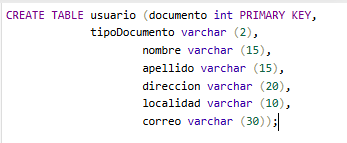 CREATE TABLE usuario (documento int PRIMARY KEY,
tipoDocumento varchar (2),
nombre varchar (15),
apellido varchar (15),
direccion varchar (20),
localidad varchar (10),
correo varchar (30));